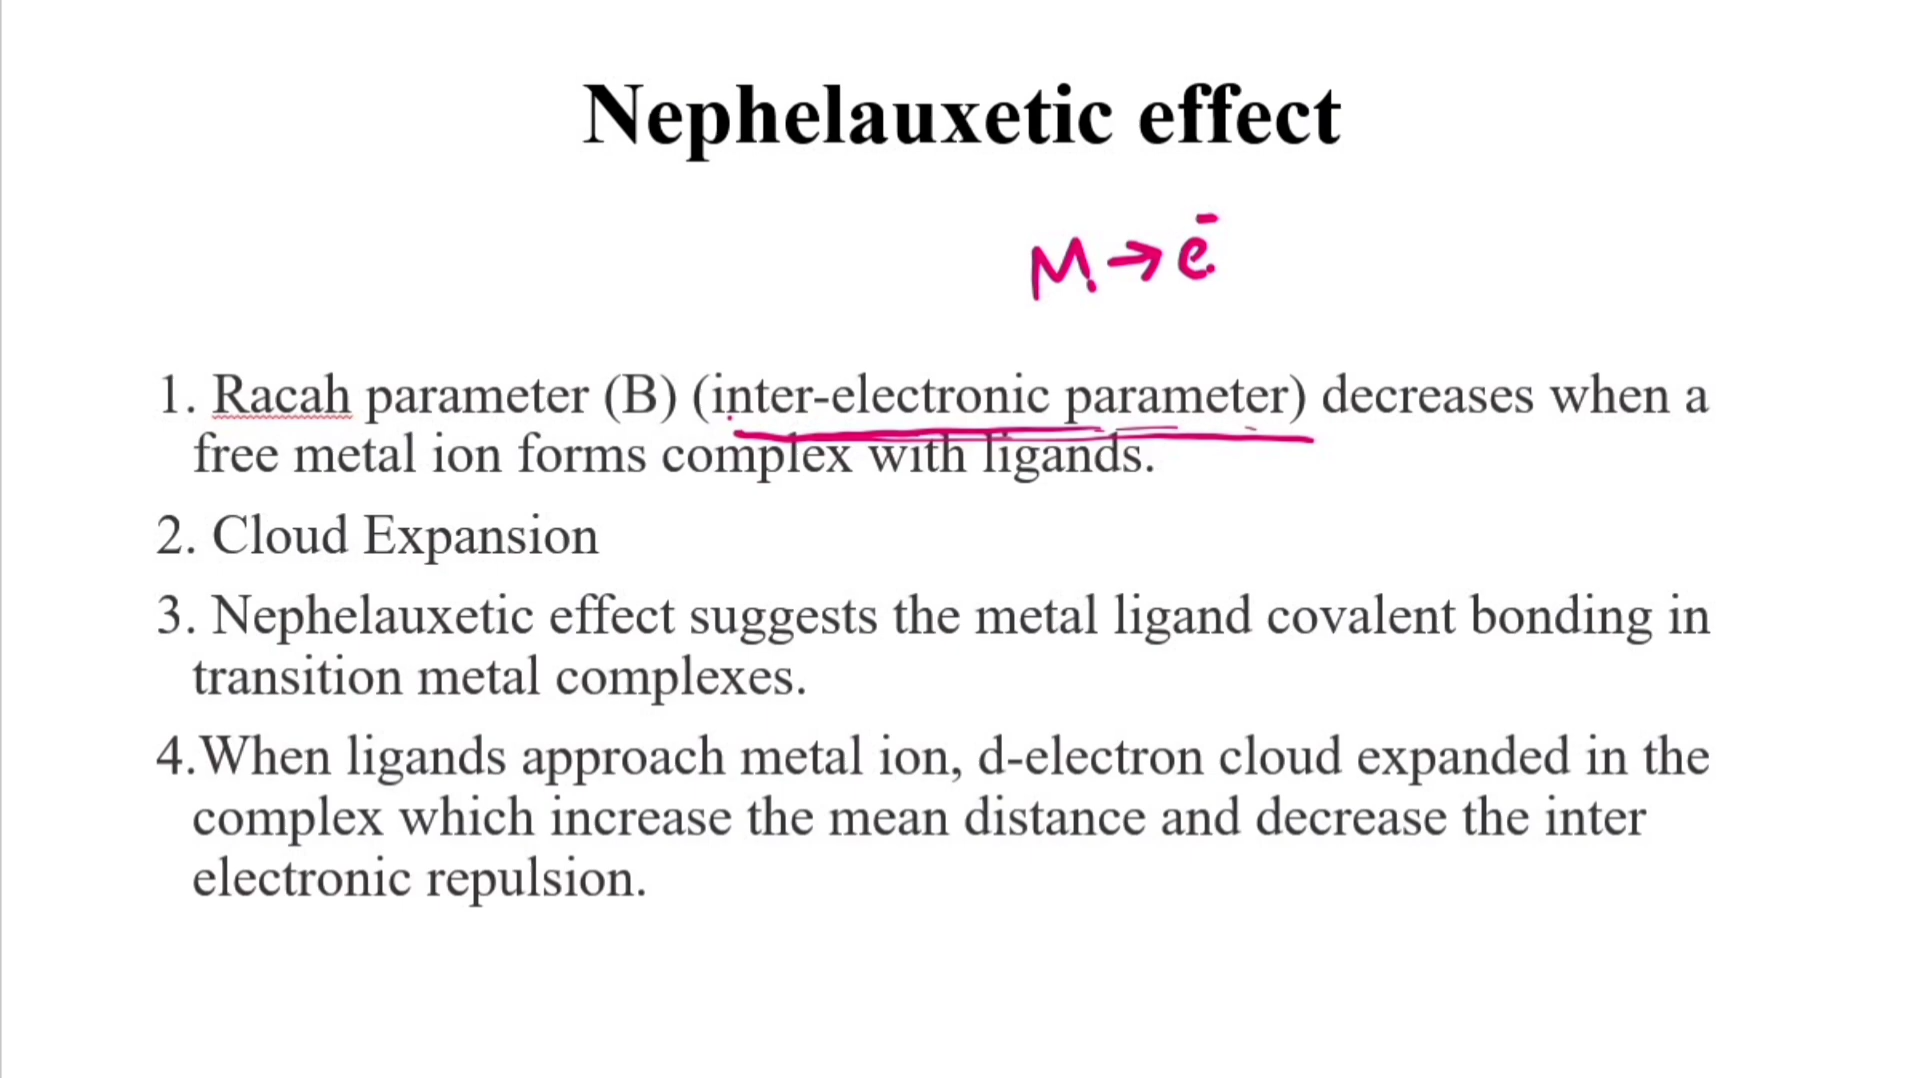 Nephelauxetic effect
M → e⁻
1. Racah parameter (B) (inter-electronic parameter) decreases when a
free metal ion forms complex with ligands.
2. Cloud Expansion
3. Nephelauxetic effect suggests the metal ligand covalent bonding in
transition metal complexes.
4.When ligands approach metal ion, d-electron cloud expanded in the
complex which increase the mean distance and decrease the inter
electronic repulsion.